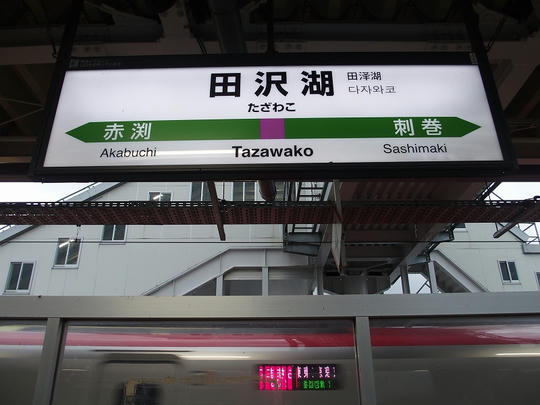 田沢湖
田泽湖
다자와코
たざわこ
赤渕
刺巻
Akabuchi
Tazawako
Sashimaki